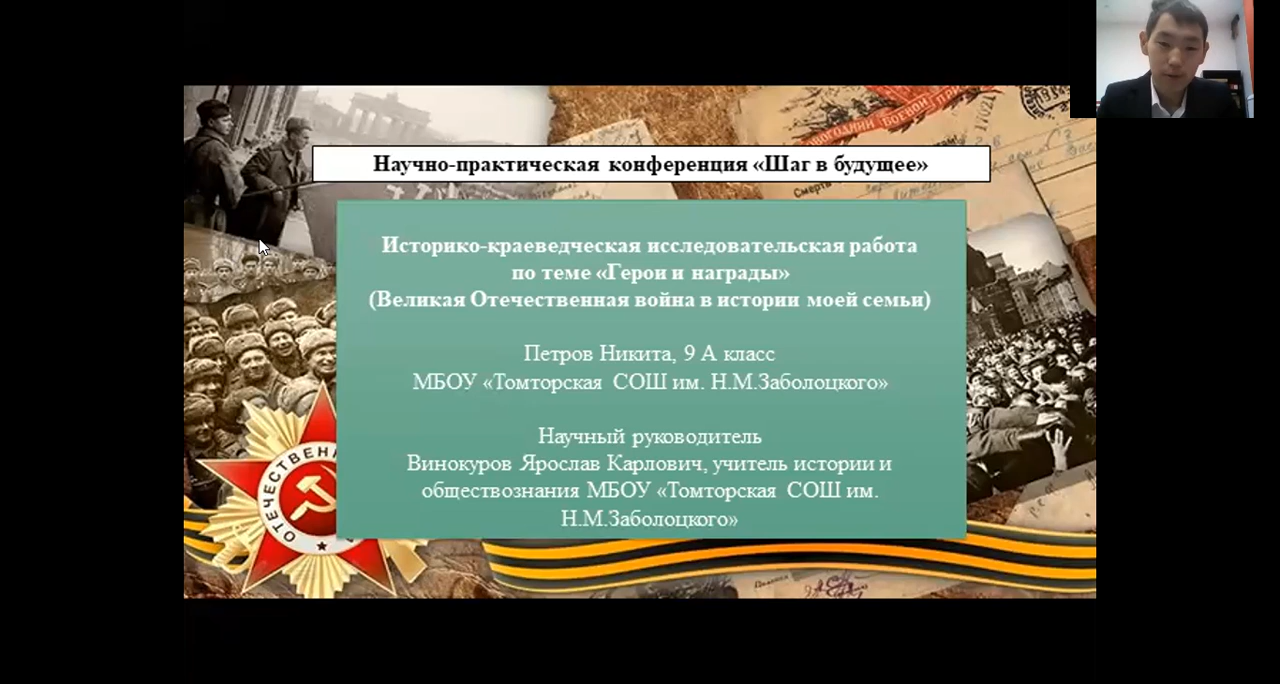 Научно-практическая конференция «Шаг в будущее»
Историко-краеведческая исследовательская работа
по теме «Герои и награды»
(Великая Отечественная война в истории моей семьи)
Петров Никита, 9 А класс
МБОУ «Томторская СОШ им. Н.М.Заболоцкого»
Научный руководитель
Винокуров Ярослав Карлович, учитель истории и
обществознания МБОУ «Томторская СОШ им.
Н.М.Заболоцкого»
ОТЕЧЕСТВЕНН
Смерть